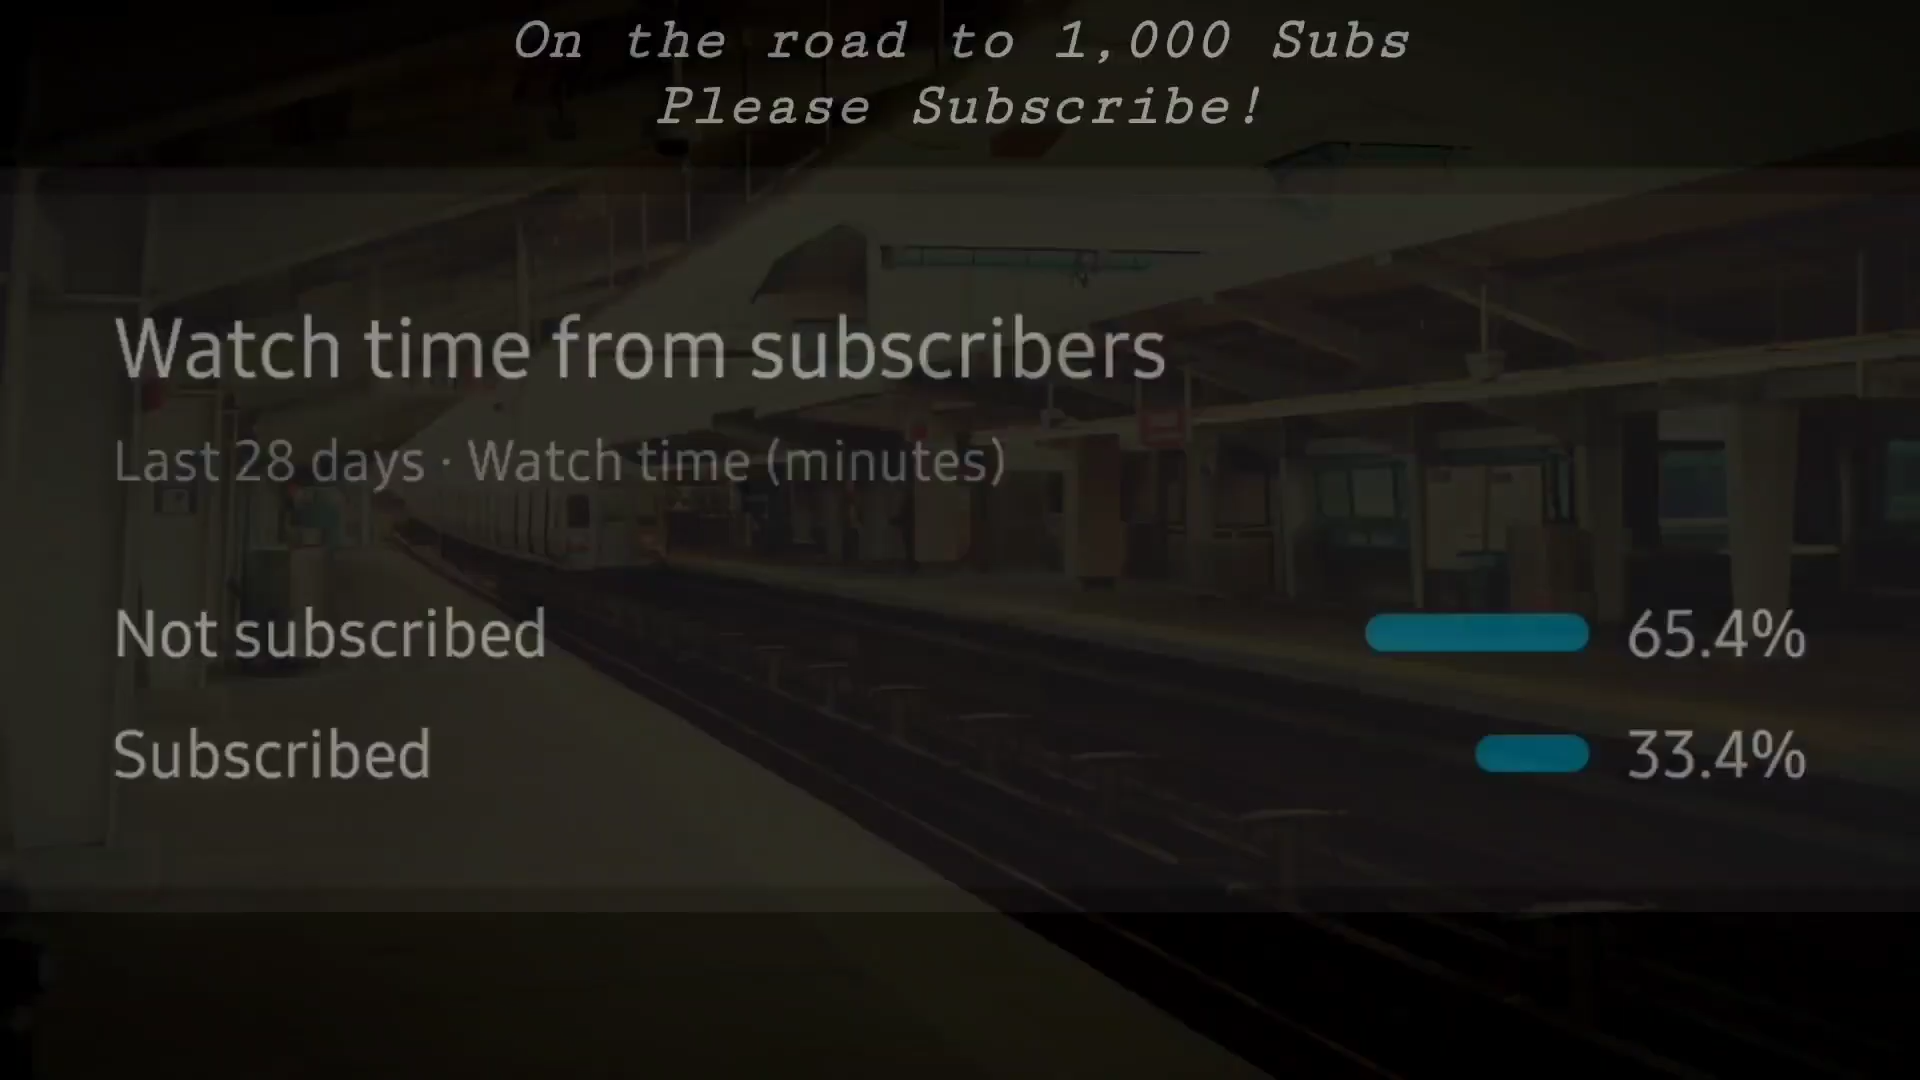 On the road to 1,000 Subs
Please Subscribe!
Watch time from subscribers
Last 28 days · Watch time (minutes)
Not subscribed 65.4%
Subscribed 33.4%